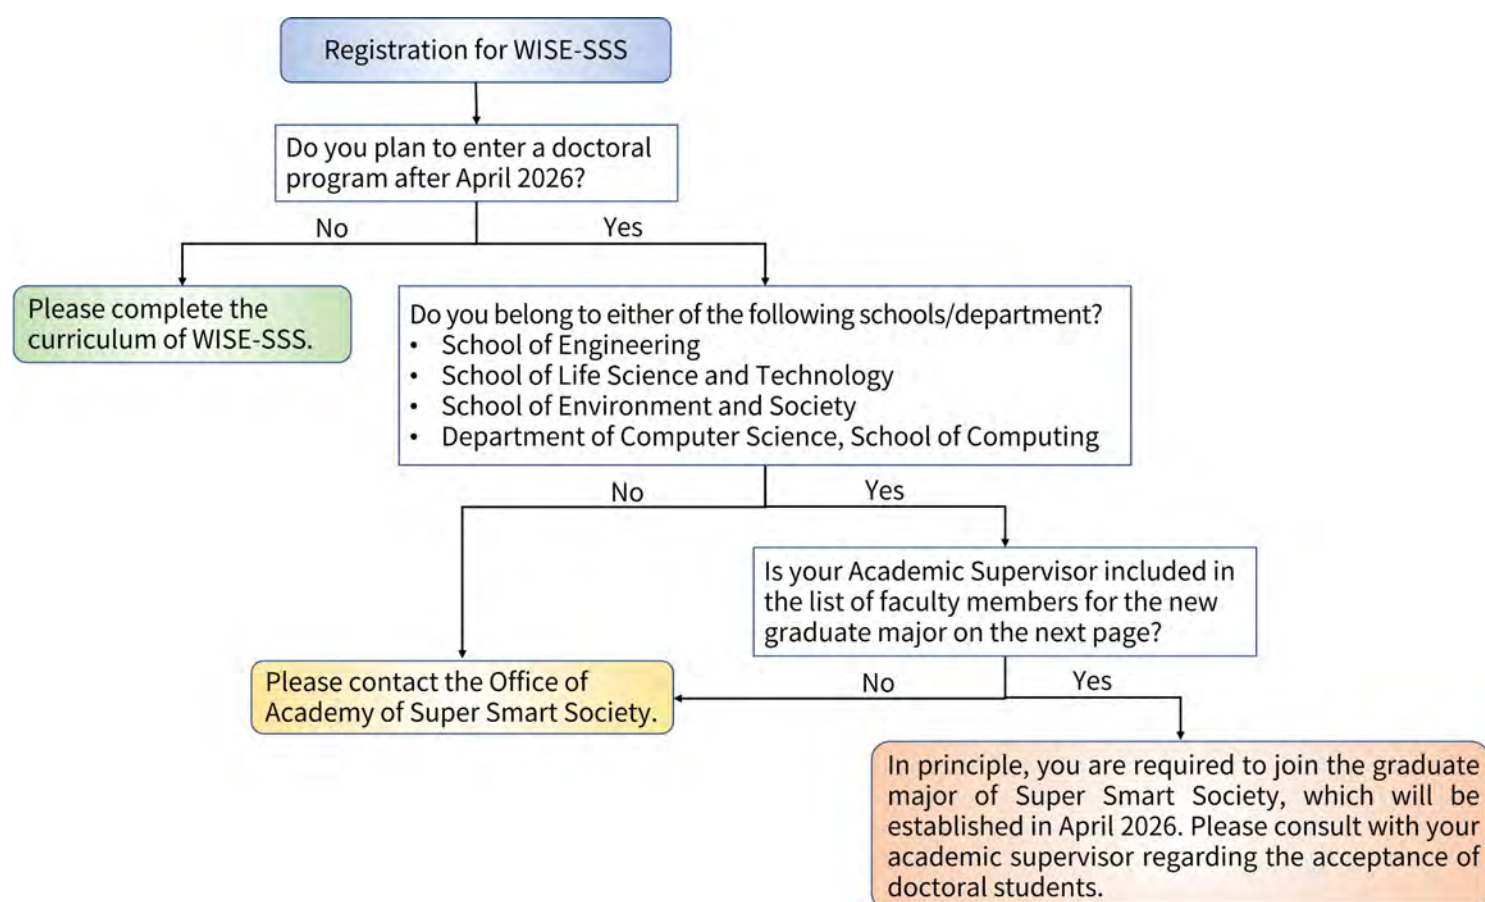 Registration for WISE-SSS
Do you plan to enter a doctoral
program after April 2026?
No
Yes
Please complete the
curriculum of WISE-SSS.
Do you belong to either of the following schools/department?
• School of Engineering
• School of Life Science and Technology
• School of Environment and Society
• Department of Computer Science, School of Computing
No
Yes
Is your Academic Supervisor included in
the list of faculty members for the new
graduate major on the next page?
Please contact the Office of
Academy of Super Smart Society.
No
Yes
In principle, you are required to join the graduate
major of Super Smart Society, which will be
established in April 2026. Please consult with your
academic supervisor regarding the acceptance of
doctoral students.